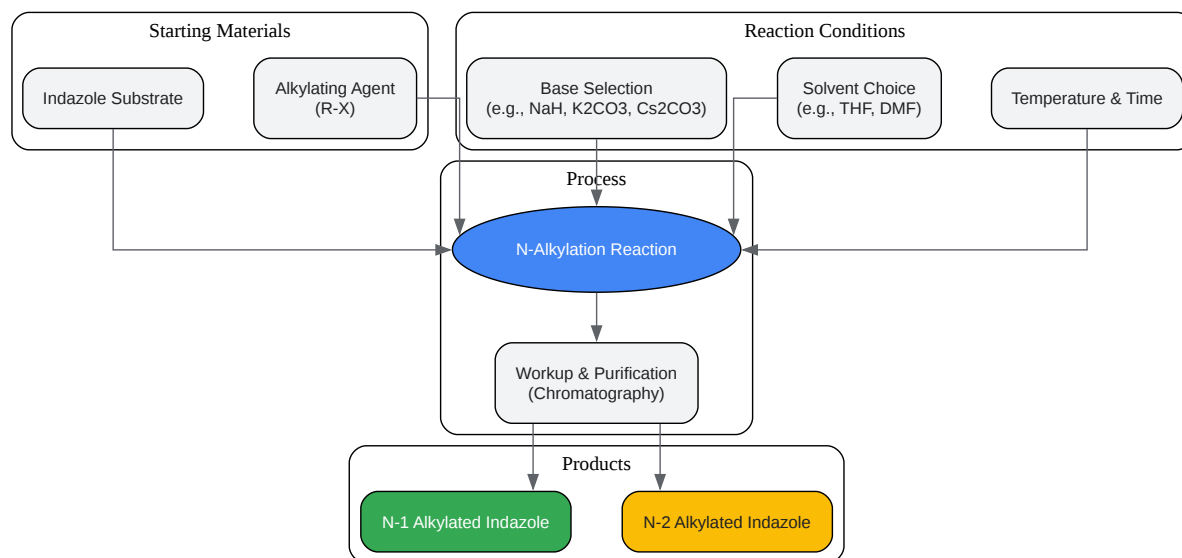 Starting Materials
Indazole Substrate
Alkylating Agent
(R-X)
Reaction Conditions
Base Selection
(e.g., NaH, K2CO3, Cs2CO3)
Solvent Choice
(e.g., THF, DMF)
Temperature & Time
Process
N-Alkylation Reaction
Workup & Purification
(Chromatography)
Products
N-1 Alkylated Indazole
N-2 Alkylated Indazole